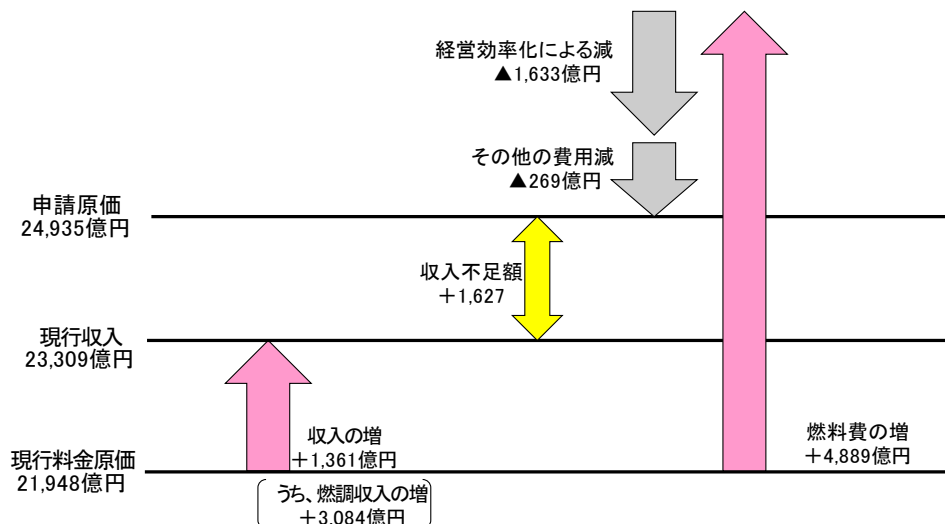 経営効率化による減
▲1,633億円
その他の費用減
▲269億円
申請原価
24,935億円
収入不足額
＋1,627
現行収入
23,309億円
収入の増
＋1,361億円
燃料費の増
＋4,889億円
現行料金原価
21,948億円
うち、燃調収入の増
＋3,084億円